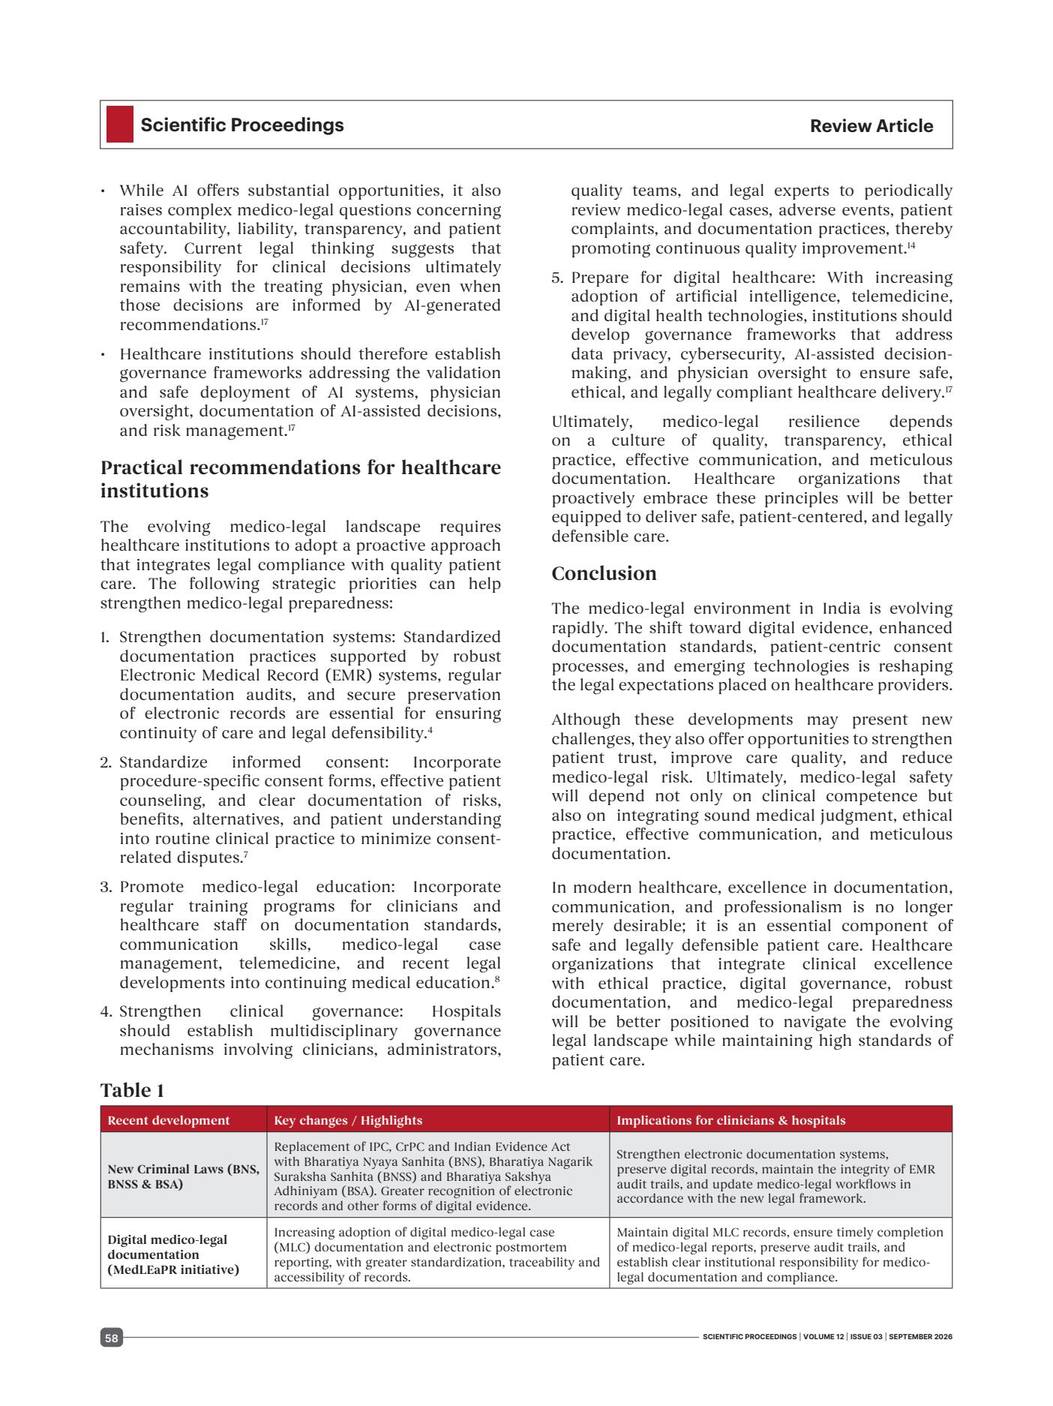 Scientific Proceedings
Review Article
• While AI offers substantial opportunities, it also
raises complex medico-legal questions concerning
accountability, liability, transparency, and patient
safety. Current legal thinking suggests that
responsibility for clinical decisions ultimately
remains with the treating physician, even when
those decisions are informed by AI-generated
recommendations.17
• Healthcare institutions should therefore establish
governance frameworks addressing the validation
and safe deployment of AI systems, physician
oversight, documentation of AI-assisted decisions,
and risk management.17
Practical recommendations for healthcare
institutions
The evolving medico-legal landscape requires
healthcare institutions to adopt a proactive approach
that integrates legal compliance with quality patient
care. The following strategic priorities can help
strengthen medico-legal preparedness:
1. Strengthen documentation systems: Standardized
documentation practices supported by robust
Electronic Medical Record (EMR) systems, regular
documentation audits, and secure preservation
of electronic records are essential for ensuring
continuity of care and legal defensibility.4
2. Standardize informed consent: Incorporate
procedure-specific consent forms, effective patient
counseling, and clear documentation of risks,
benefits, alternatives, and patient understanding
into routine clinical practice to minimize consent-
related disputes.7
3. Promote medico-legal education: Incorporate
regular training programs for clinicians and
healthcare staff on documentation standards,
communication skills, medico-legal case
management, telemedicine, and recent legal
developments into continuing medical education.8
4. Strengthen clinical governance: Hospitals
should establish multidisciplinary governance
mechanisms involving clinicians, administrators,
quality teams, and legal experts to periodically
review medico-legal cases, adverse events, patient
complaints, and documentation practices, thereby
promoting continuous quality improvement.14
5. Prepare for digital healthcare: With increasing
adoption of artificial intelligence, telemedicine,
and digital health technologies, institutions should
develop governance frameworks that address
data privacy, cybersecurity, AI-assisted decision-
making, and physician oversight to ensure safe,
ethical, and legally compliant healthcare delivery.17
Ultimately, medico-legal resilience depends
on a culture of quality, transparency, ethical
practice, effective communication, and meticulous
documentation. Healthcare organizations that
proactively embrace these principles will be better
equipped to deliver safe, patient-centered, and legally
defensible care.
Conclusion
The medico-legal environment in India is evolving
rapidly. The shift toward digital evidence, enhanced
documentation standards, patient-centric consent
processes, and emerging technologies is reshaping
the legal expectations placed on healthcare providers.
Although these developments may present new
challenges, they also offer opportunities to strengthen
patient trust, improve care quality, and reduce
medico-legal risk. Ultimately, medico-legal safety
will depend not only on clinical competence but
also on integrating sound medical judgment, ethical
practice, effective communication, and meticulous
documentation.
In modern healthcare, excellence in documentation,
communication, and professionalism is no longer
merely desirable; it is an essential component of
safe and legally defensible patient care. Healthcare
organizations that integrate clinical excellence
with ethical practice, digital governance, robust
documentation, and medico-legal preparedness
will be better positioned to navigate the evolving
legal landscape while maintaining high standards of
patient care.
Table 1
Recent development
Key changes / Highlights
Implications for clinicians & hospitals
New Criminal Laws (BNS,
BNSS & BSA)
Replacement of IPC, CrPC and Indian Evidence Act
with Bharatiya Nyaya Sanhita (BNS), Bharatiya Nagarik
Suraksha Sanhita (BNSS) and Bharatiya Sakshya
Adhiniyam (BSA). Greater recognition of electronic
records and other forms of digital evidence.
Strengthen electronic documentation systems,
preserve digital records, maintain the integrity of EMR
audit trails, and update medico-legal workflows in
accordance with the new legal framework.
Digital medico-legal
documentation
(MedLEaPR initiative)
Increasing adoption of digital medico-legal case
(MLC) documentation and electronic postmortem
reporting, with greater standardization, traceability and
accessibility of records.
Maintain digital MLC records, ensure timely completion
of medico-legal reports, preserve audit trails, and
establish clear institutional responsibility for medico-
legal documentation and compliance.
58
SCIENTIFIC PROCEEDINGS | VOLUME 12 | ISSUE 03 | SEPTEMBER 2026